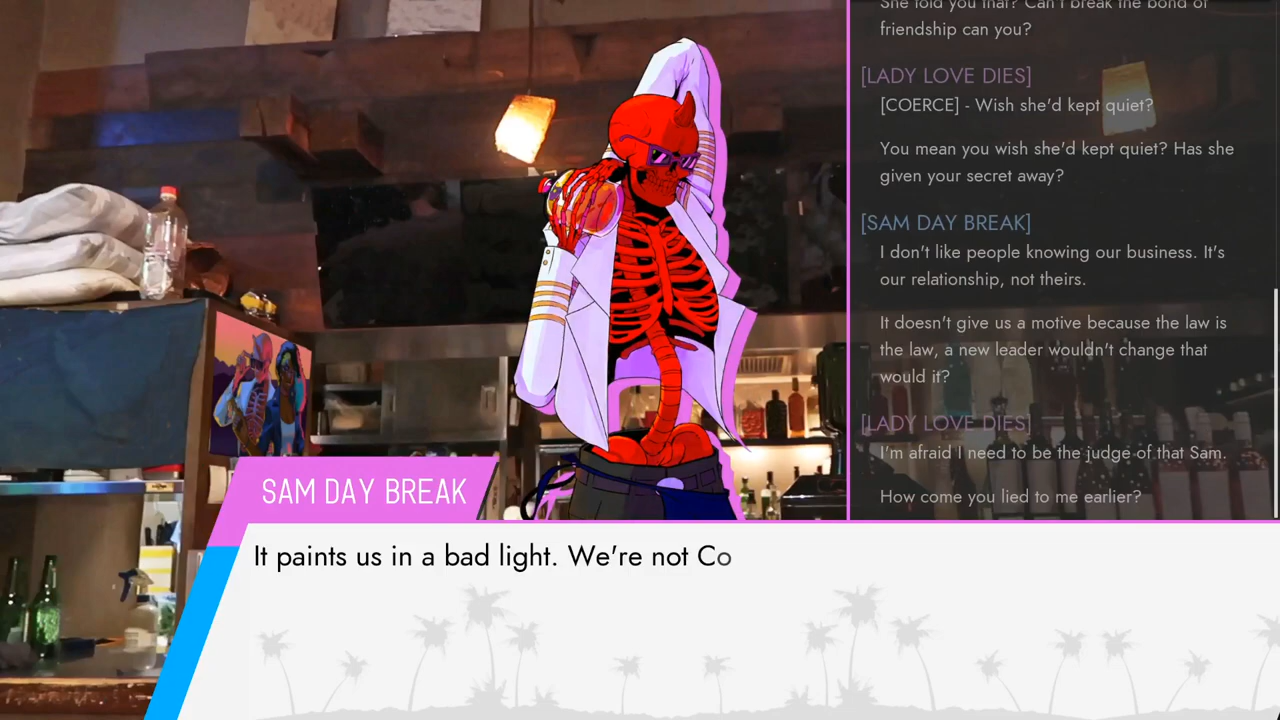 She told you that? Can't break the bond of
friendship can you?
[LADY LOVE DIES]
[COERCE] - Wish she'd kept quiet?
You mean you wish she'd kept quiet? Has she
given your secret away?
[SAM DAY BREAK]
I don't like people knowing our business. It's
our relationship, not theirs.
It doesn't give us a motive because the law is
the law, a new leader wouldn't change that
would it?
[LADY LOVE DIES]
I'm afraid I need to be the judge of that Sam.
How come you lied to me earlier?
SAM DAY BREAK
It paints us in a bad light. We're not Co